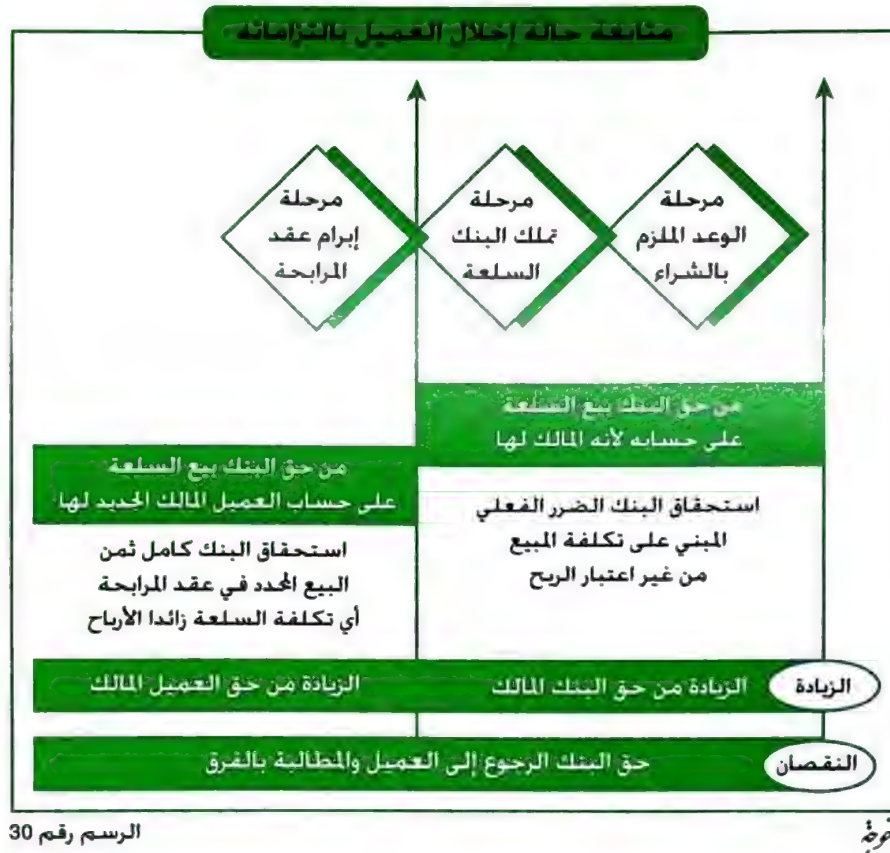 متابعة حالة إخلال العميل بالتزاماته
مرحلة
الوعد الملزم
بالشراء
مرحلة
تملك البنك
السلعة
مرحلة
إبرام عقد
المرابحة
من حق البنك بيع السلعة
على حسابه لأنه المالك لها
استحقاق البنك الضرر الفعلي
المبني على تكلفة المبيع
من غير اعتبار الربح
من حق البنك بيع السلعة
على حساب العميل المالك الجديد لها
استحقاق البنك كامل ثمن
البيع المحدد في عقد المرابحة
أي تكلفة السلعة زائدا الأرباح
الزيادة
الزيادة من حق البنك المالك
الزيادة من حق العميل المالك
النقصان
حق البنك الرجوع إلى العميل والمطالبة بالفرق
الرسم رقم 30